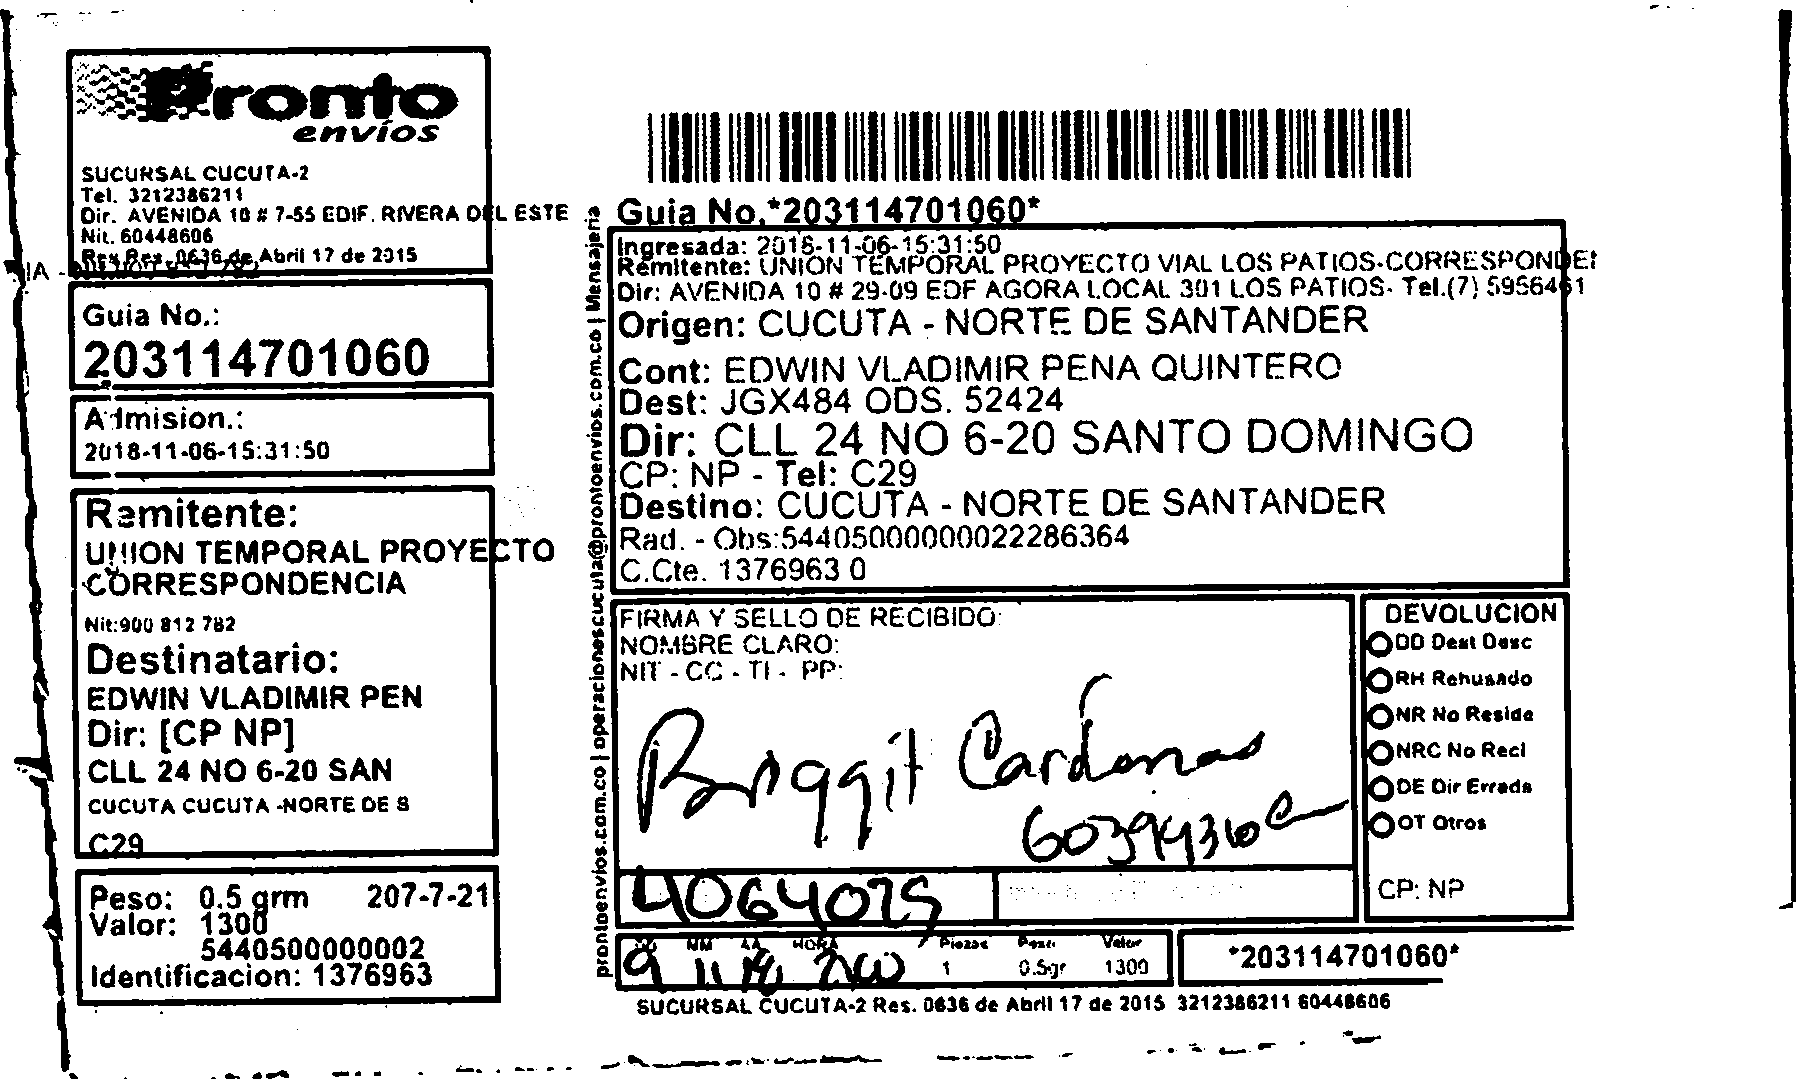 Pronto
envíos
SUCURSAL CUCUTA-2
Tel. 3212386211
Dir. AVENIDA 10 # 7-55 EDIF. RIVERA DEL ESTE
Nit. 60448606
Res. 0636 de Abril 17 de 2015
Guia No.:
203114701060
Admision.:
2018-11-06-15:31:50
Remitente:
UNION TEMPORAL PROYECTO
CORRESPONDENCIA
Nit:900 812 782
Destinatario:
EDWIN VLADIMIR PEN
Dir: [CP NP]
CLL 24 NO 6-20 SAN
CUCUTA CUCUTA -NORTE DE S
C29
Peso: 0.5 grm 207-7-21
Valor: 1300
5440500000002
Identificacion: 1376963
prontoenvios.com.co | operacionescucuta@prontoenvios.com.co | Mensajeria
Guia No.*203114701060*
Ingresada: 2018-11-06-15:31:50
Remitente: UNION TEMPORAL PROYECTO VIAL LOS PATIOS-CORRESPONDEN
Dir: AVENIDA 10 # 29-09 EDF AGORA LOCAL 301 LOS PATIOS- Tel.(7) 5956461
Origen: CUCUTA - NORTE DE SANTANDER
Cont: EDWIN VLADIMIR PENA QUINTERO
Dest: JGX484 ODS. 52424
Dir: CLL 24 NO 6-20 SANTO DOMINGO
CP: NP - Tel: C29
Destino: CUCUTA - NORTE DE SANTANDER
Rad. - Obs:544050000000022286364
C.Cte. 1376963 0
FIRMA Y SELLO DE RECIBIDO:
NOMBRE CLARO:
NIT - CC - TI - PP:
Briggit Cardenas
60394310
4064075
DEVOLUCION
DD Dest Desc
RH Rehusado
NR No Reside
NRC No Recl
DE Dir Errada
OT Otros
CP: NP
DD MM AA HORA Piezas Peso Valor
9 11 18 200 1 0.5gr 1300
*203114701060*
SUCURSAL CUCUTA-2 Res. 0636 de Abril 17 de 2015 3212386211 60448606